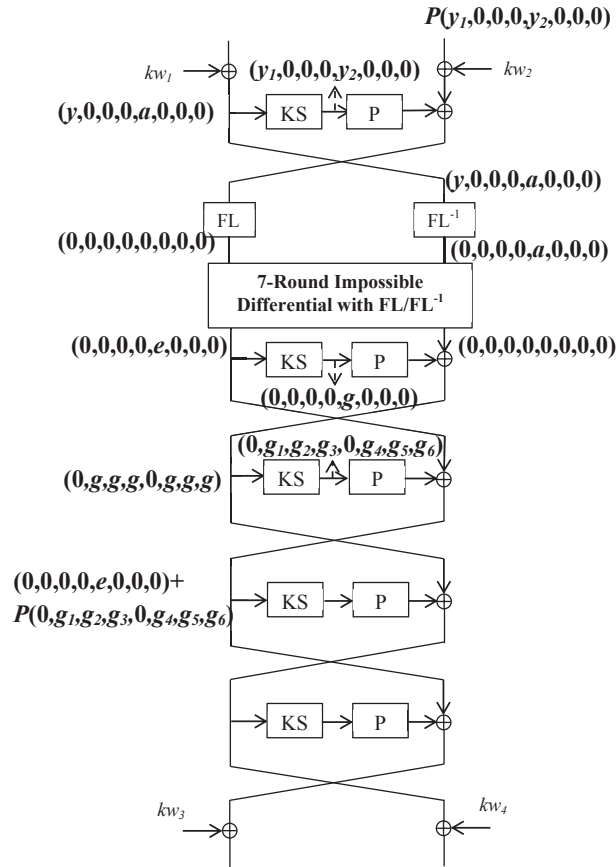 P(y₁,0,0,0,y₂,0,0,0)
kw₁
(y₁,0,0,0,y₂,0,0,0)
kw₂
(y,0,0,0,a,0,0,0)
KS
P
(y,0,0,0,a,0,0,0)
FL
FL⁻¹
(0,0,0,0,0,0,0,0)
(0,0,0,0,a,0,0,0)
7-Round Impossible
Differential with FL/FL⁻¹
(0,0,0,0,e,0,0,0)
KS
P
(0,0,0,0,0,0,0,0)
(0,0,0,0,g,0,0,0)
(0,g₁,g₂,g₃,0,g₄,g₅,g₆)
(0,g,g,g,0,g,g,g)
KS
P
(0,0,0,0,e,0,0,0)+
P(0,g₁,g₂,g₃,0,g₄,g₅,g₆)
KS
P
KS
P
kw₃
kw₄